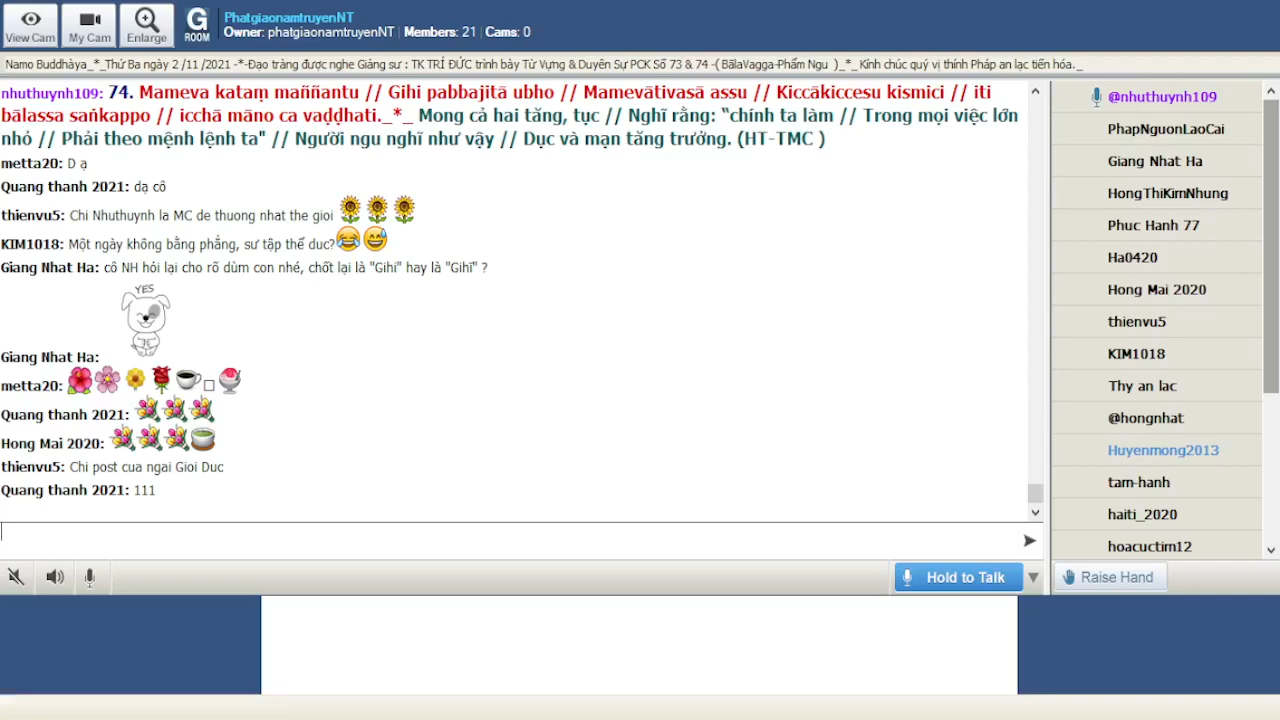 View Cam
My Cam
Enlarge
G
ROOM
PhatgiaonamtruyenNT
Owner: phatgiaonamtruyenNT | Members: 21 | Cams: 0
Namo Buddhàya_*_Thứ Ba ngày 2 /11 /2021 -*-Đạo tràng được nghe Giảng sư : TK TRÍ ĐỨC trình bày Từ Vựng & Duyên Sự PCK Số 73 & 74 -( BãlaVagga-Phẩm Ngu )_*_ Kính chúc quý vị thính Pháp an lạc tiến hóa._
nhuthuynh109: 74. Mameva kataṃ maññantu // Gihi pabbajitā ubho // Mamevātivasā assu // Kiccākiccesu kismici // iti
bālassa saṅkappo // icchā māno ca vaḍḍhati._*_ Mong cả hai tăng, tục // Nghĩ rằng: “chính ta làm // Trong mọi việc lớn
nhỏ // Phải theo mệnh lệnh ta" // Người ngu nghĩ như vậy // Dục và mạn tăng trưởng. (HT-TMC )
metta20: D ạ
Quang thanh 2021: dạ cô
thienvu5: Chi Nhuthuynh la MC de thuong nhat the gioi
KIM1018: Một ngày không bằng phẳng, sư tập thể duc?
Giang Nhat Ha: cô NH hỏi lại cho rõ dùm con nhé, chốt lại là "Gihi" hay là "Gihī" ?
YES
Giang Nhat Ha:
metta20:
Quang thanh 2021:
Hong Mai 2020:
thienvu5: Chi post cua ngai Gioi Duc
Quang thanh 2021: 111
@nhuthuynh109
PhapNguonLaoCai
Giang Nhat Ha
HongThiKimNhung
Phuc Hanh 77
Ha0420
Hong Mai 2020
thienvu5
KIM1018
Thy an lac
@hongnhat
Huyenmong2013
tam-hanh
haiti_2020
hoacuctim12
Hold to Talk
Raise Hand